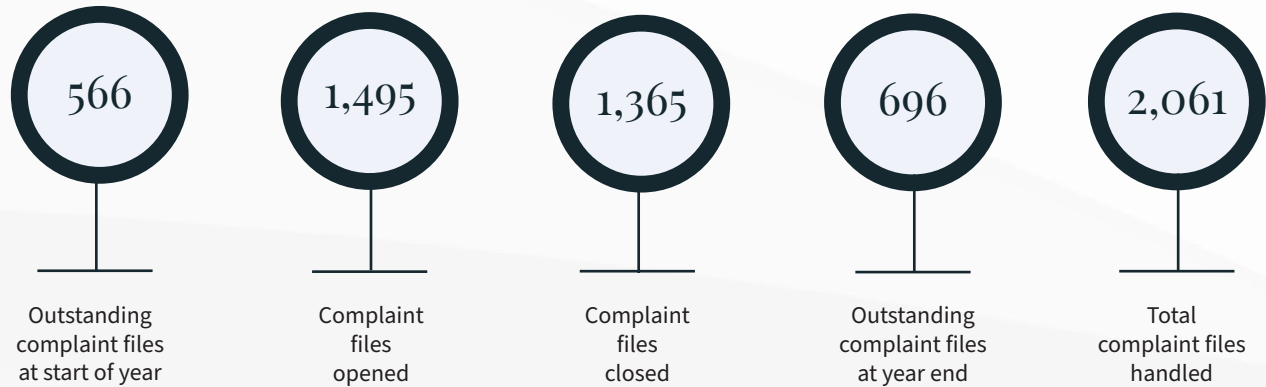 566
1,495
1,365
696
2,061
Outstanding
complaint files
at start of year
Complaint
files
opened
Complaint
files
closed
Outstanding
complaint files
at year end
Total
complaint files
handled